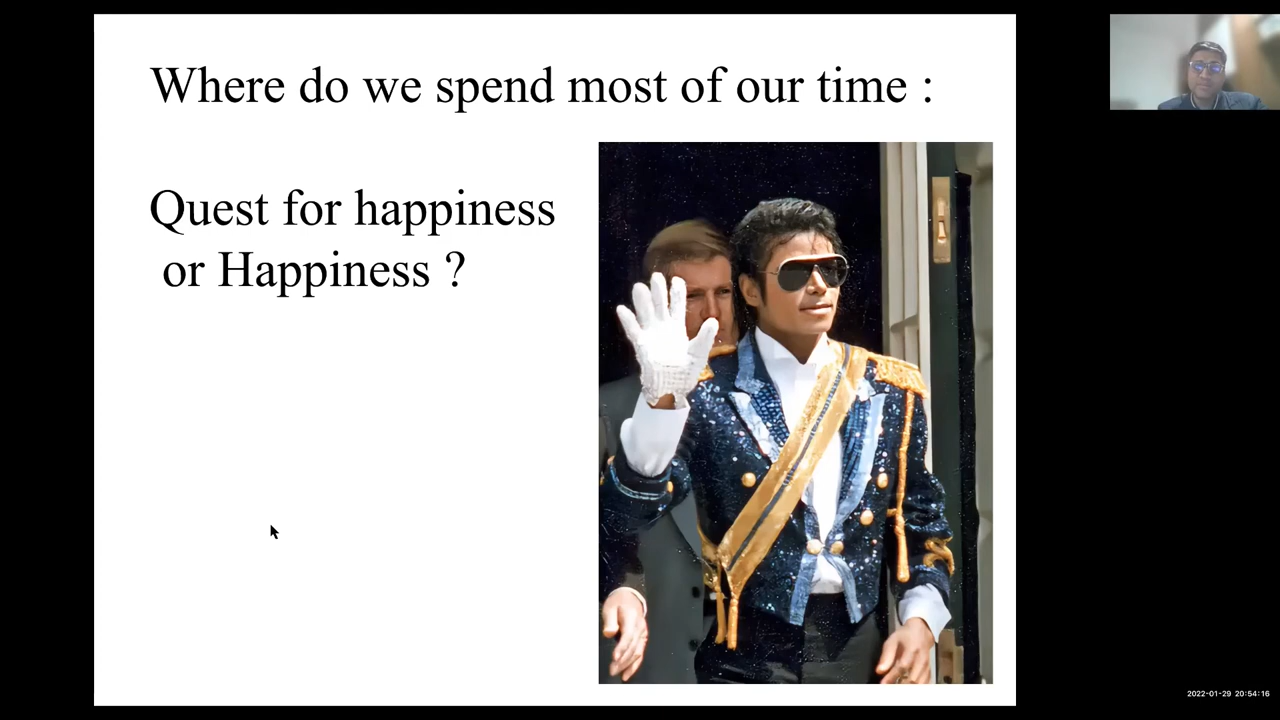 Where do we spend most of our time :
Quest for happiness
or Happiness ?
2022-01-29 20:54:16